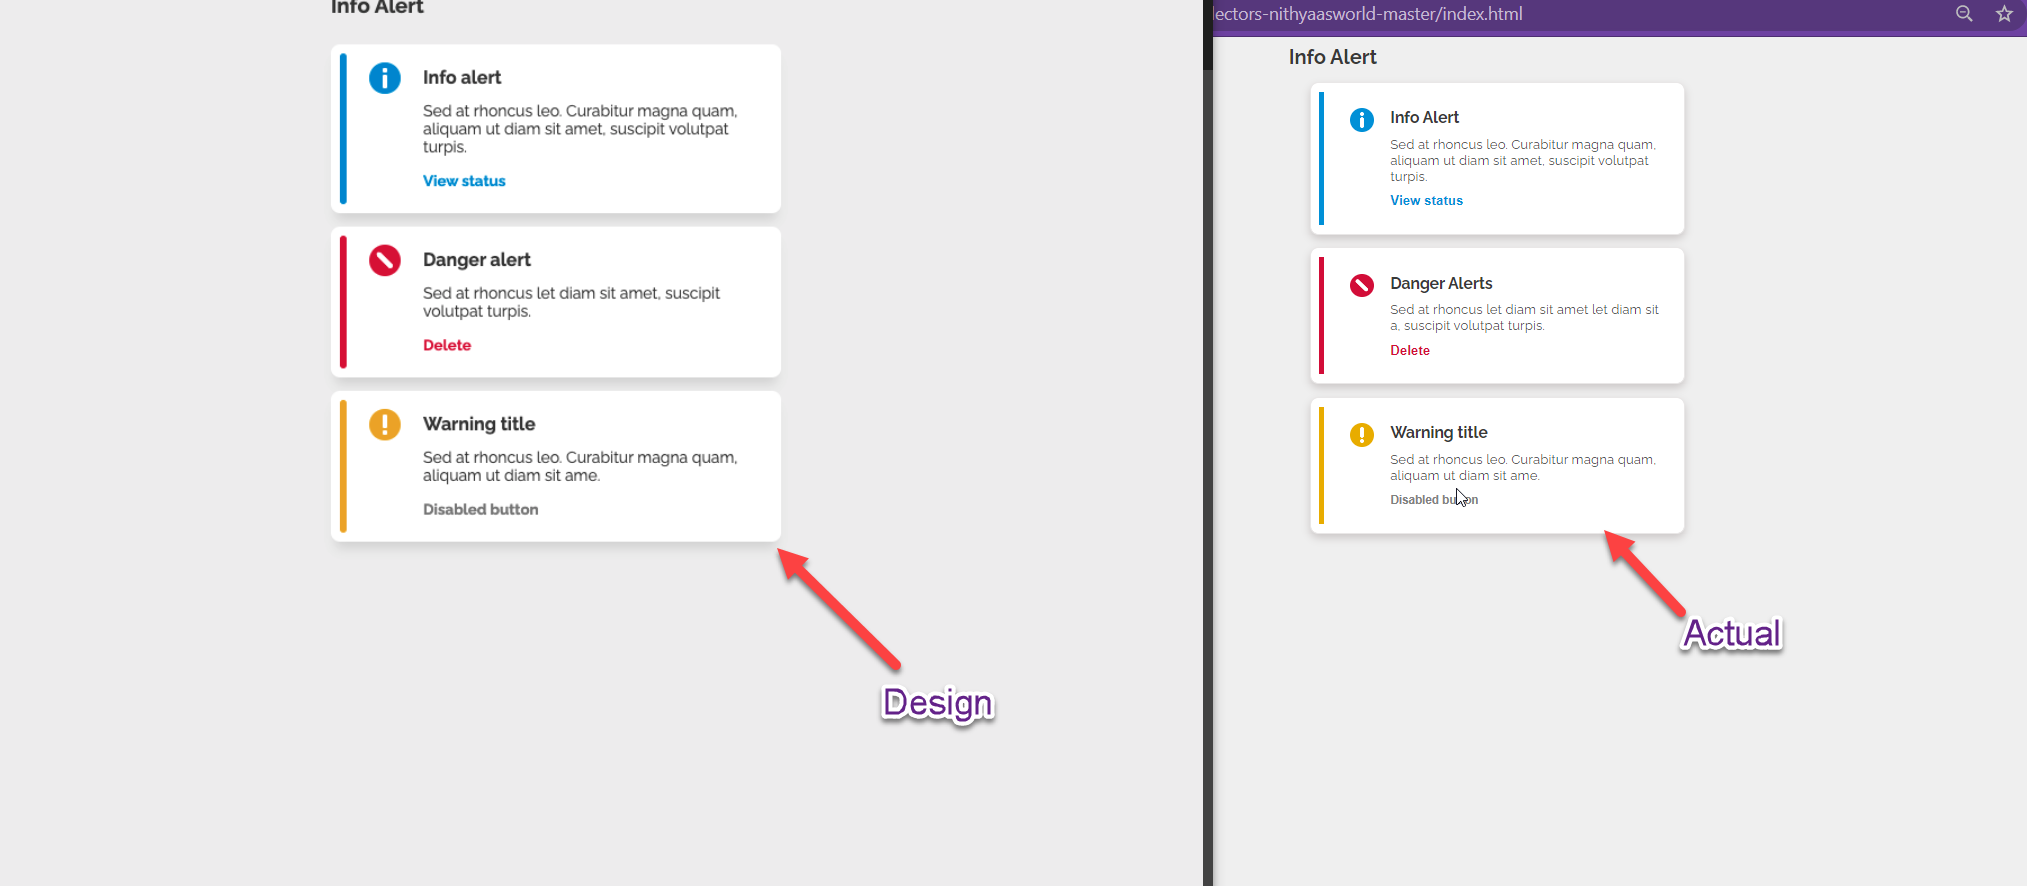 Info Alert
Info alert
Sed at rhoncus leo. Curabitur magna quam,
aliquam ut diam sit amet, suscipit volutpat
turpis.
View status
Danger alert
Sed at rhoncus let diam sit amet, suscipit
volutpat turpis.
Delete
Warning title
Sed at rhoncus leo. Curabitur magna quam,
aliquam ut diam sit ame.
Disabled button
Design
lectors-nithyaasworld-master/index.html
Info Alert
Info Alert
Sed at rhoncus leo. Curabitur magna quam,
aliquam ut diam sit amet, suscipit volutpat
turpis.
View status
Danger Alerts
Sed at rhoncus let diam sit amet let diam sit
a, suscipit volutpat turpis.
Delete
Warning title
Sed at rhoncus leo. Curabitur magna quam,
aliquam ut diam sit ame.
Disabled button
Actual